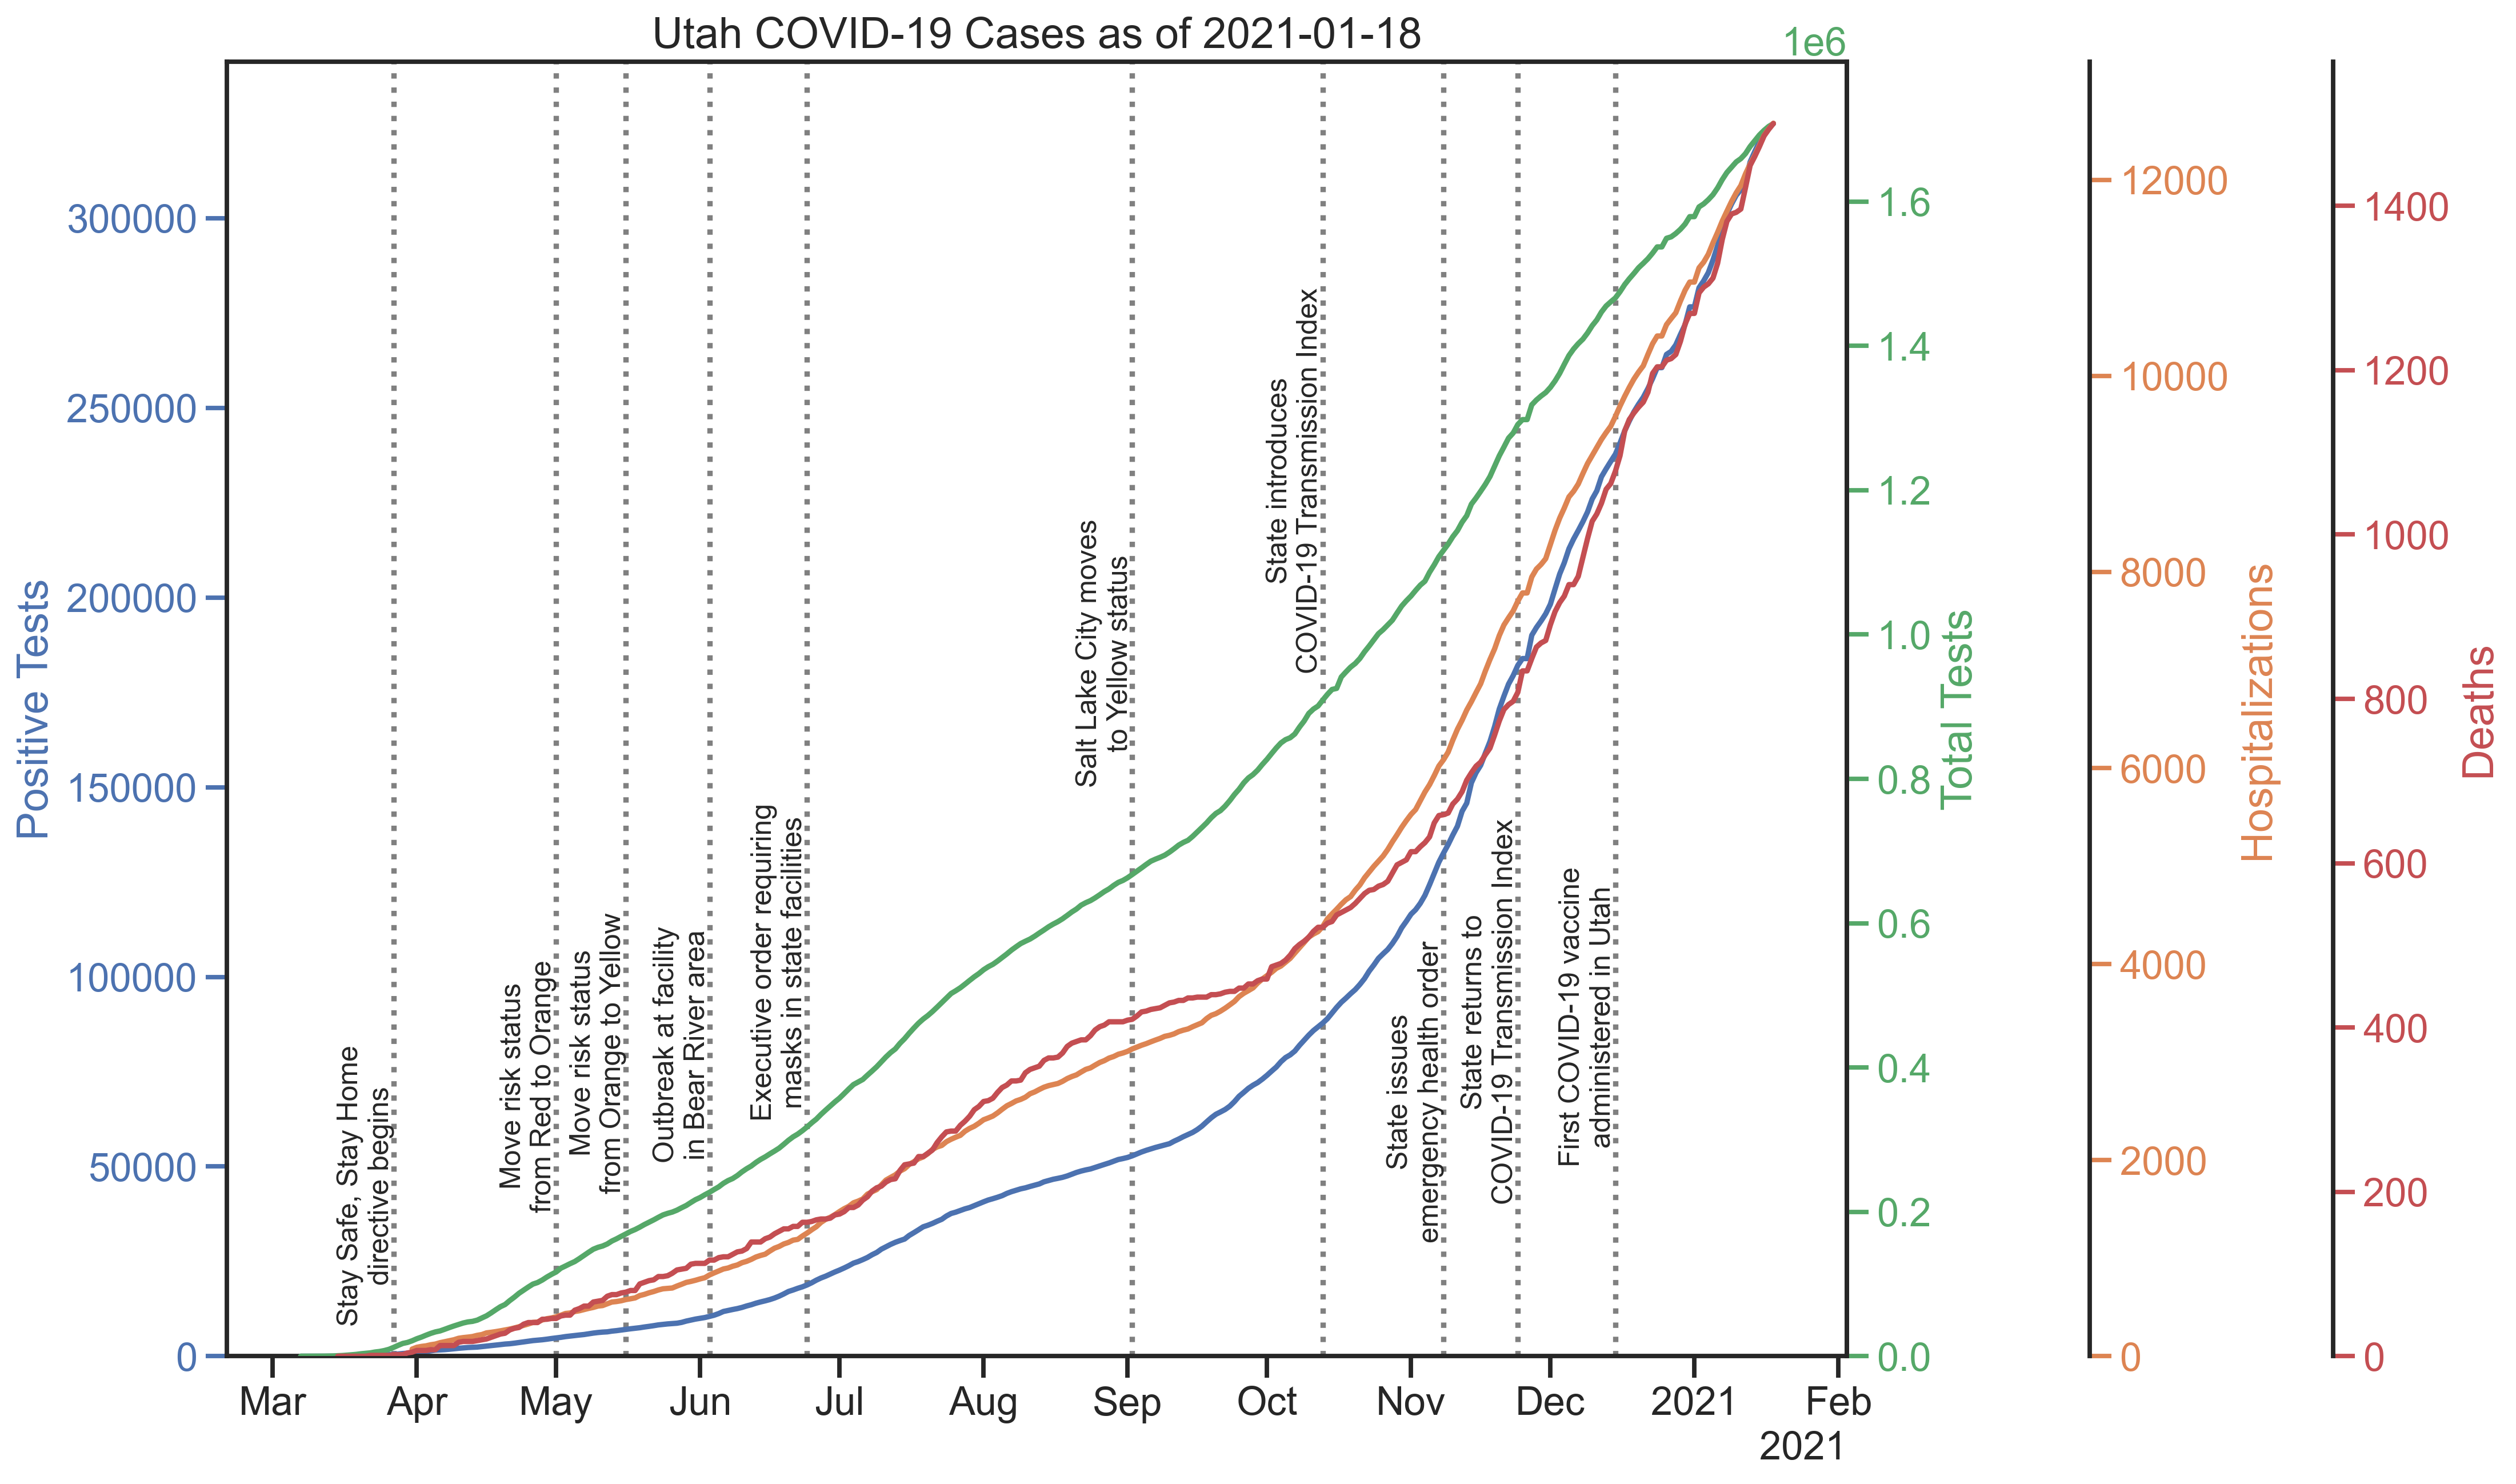 Utah COVID-19 Cases as of 2021-01-18
1e6
Positive Tests
300000
250000
200000
150000
100000
50000
0
Stay Safe, Stay Home
directive begins
Move risk status
from Red to Orange
Move risk status
from Orange to Yellow
Outbreak at facility
in Bear River area
Executive order requiring
masks in state facilities
Salt Lake City moves
to Yellow status
State introduces
COVID-19 Transmission Index
State issues
emergency health order
State returns to
COVID-19 Transmission Index
First COVID-19 vaccine
administered in Utah
1.6
1.4
1.2
1.0
0.8
0.6
0.4
0.2
0.0
Total Tests
12000
10000
8000
6000
4000
2000
0
Hospitalizations
1400
1200
1000
800
600
400
200
0
Deaths
Mar Apr May Jun Jul Aug Sep Oct Nov Dec 2021 Feb
2021